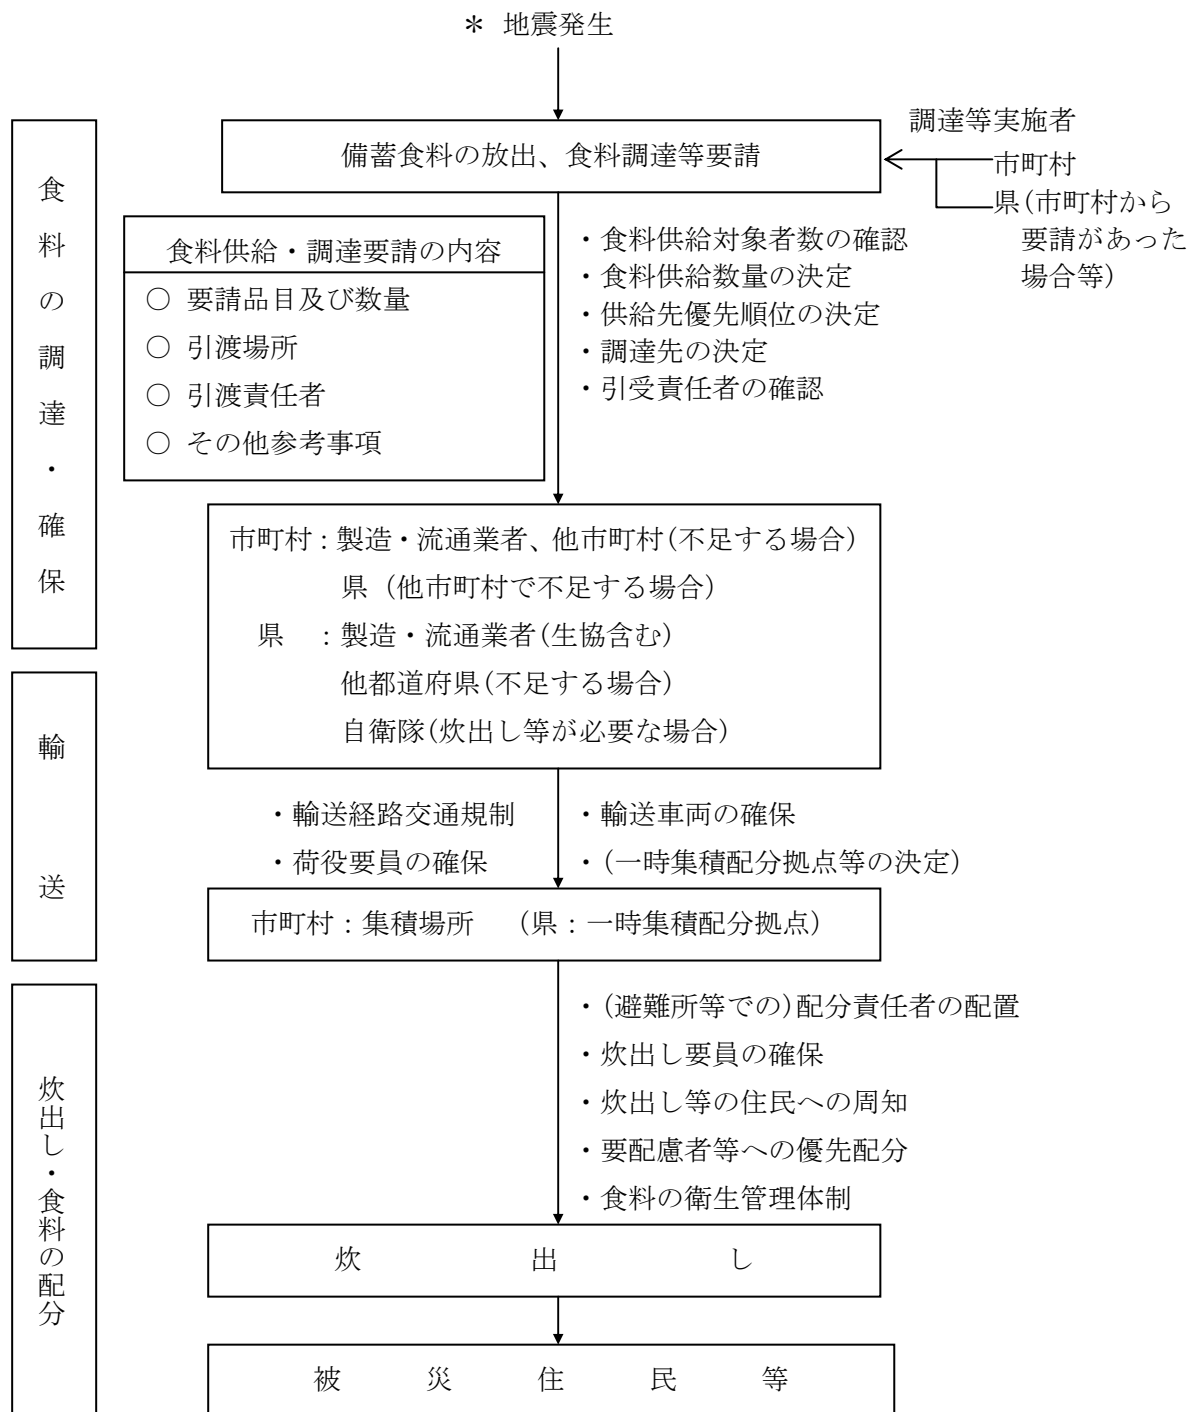 ＊ 地震発生
食料の調達・確保
備蓄食料の放出、食料調達等要請
調達等実施者
市町村
県(市町村から
要請があった
場合等)
食料供給・調達要請の内容
○ 要請品目及び数量
○ 引渡場所
○ 引渡責任者
○ その他参考事項
・食料供給対象者数の確認
・食料供給数量の決定
・供給先優先順位の決定
・調達先の決定
・引受責任者の確認
市町村：製造・流通業者、他市町村(不足する場合)
県（他市町村で不足する場合）
県　：製造・流通業者(生協含む)
他都道府県(不足する場合)
自衛隊(炊出し等が必要な場合)
輸送
・輸送経路交通規制
・荷役要員の確保
・輸送車両の確保
・(一時集積配分拠点等の決定)
市町村：集積場所　（県：一時集積配分拠点）
炊出し・食料の配分
・(避難所等での)配分責任者の配置
・炊出し要員の確保
・炊出し等の住民への周知
・要配慮者等への優先配分
・食料の衛生管理体制
炊出し
被災住民等